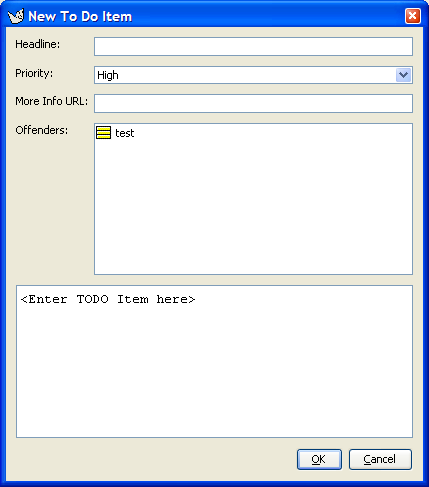 New To Do Item
Headline:
Priority: High
More Info URL:
Offenders: test
<Enter TODO Item here>
OK Cancel